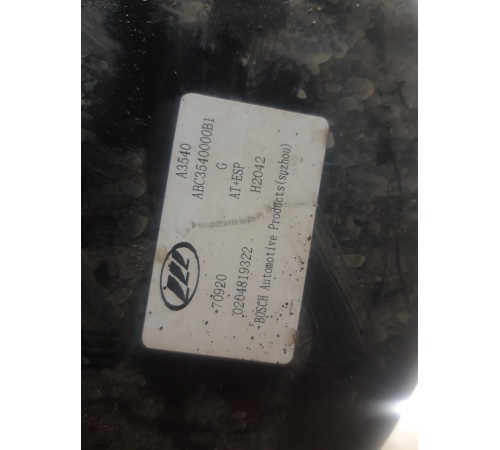 A3540
ABC3540000B1
G
AT+ESP
H2042
*70920
0204819322
BOSCH Automotive Products(suzhou)